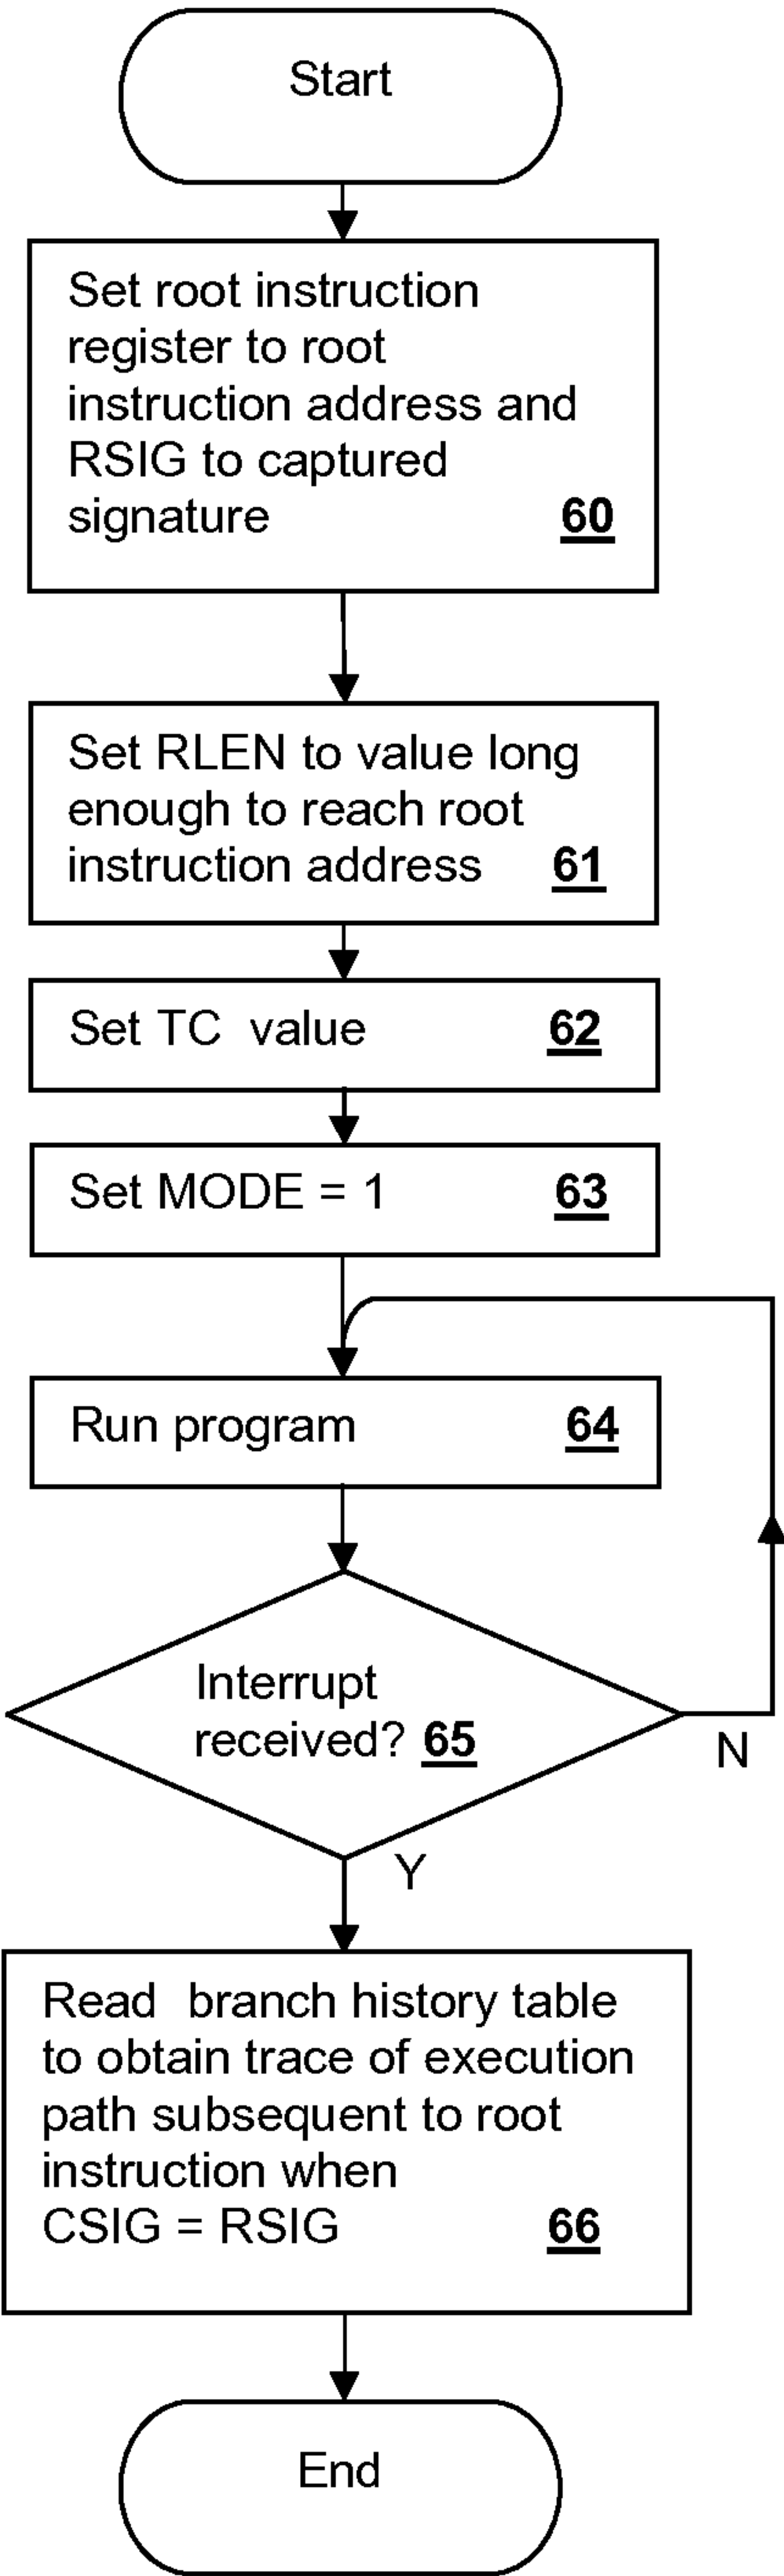 Start
Set root instruction
register to root
instruction address and
RSIG to captured
signature 60
Set RLEN to value long
enough to reach root
instruction address 61
Set TC value 62
Set MODE = 1 63
Run program 64
Interrupt
received? 65
N
Y
Read branch history table
to obtain trace of execution
path subsequent to root
instruction when
CSIG = RSIG 66
End